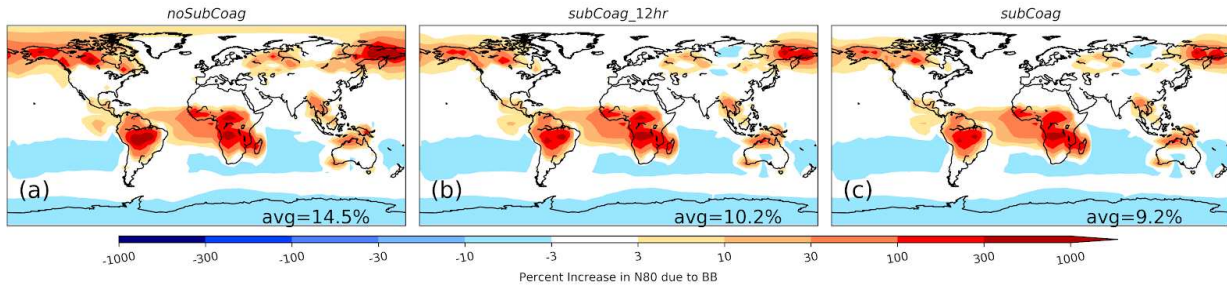 noSubCoag
subCoag_12hr
subCoag
(a)
avg=14.5%
(b)
avg=10.2%
(c)
avg=9.2%
-1000 -300 -100 -30 -10 -3 3 10 30 100 300 1000
Percent Increase in N80 due to BB